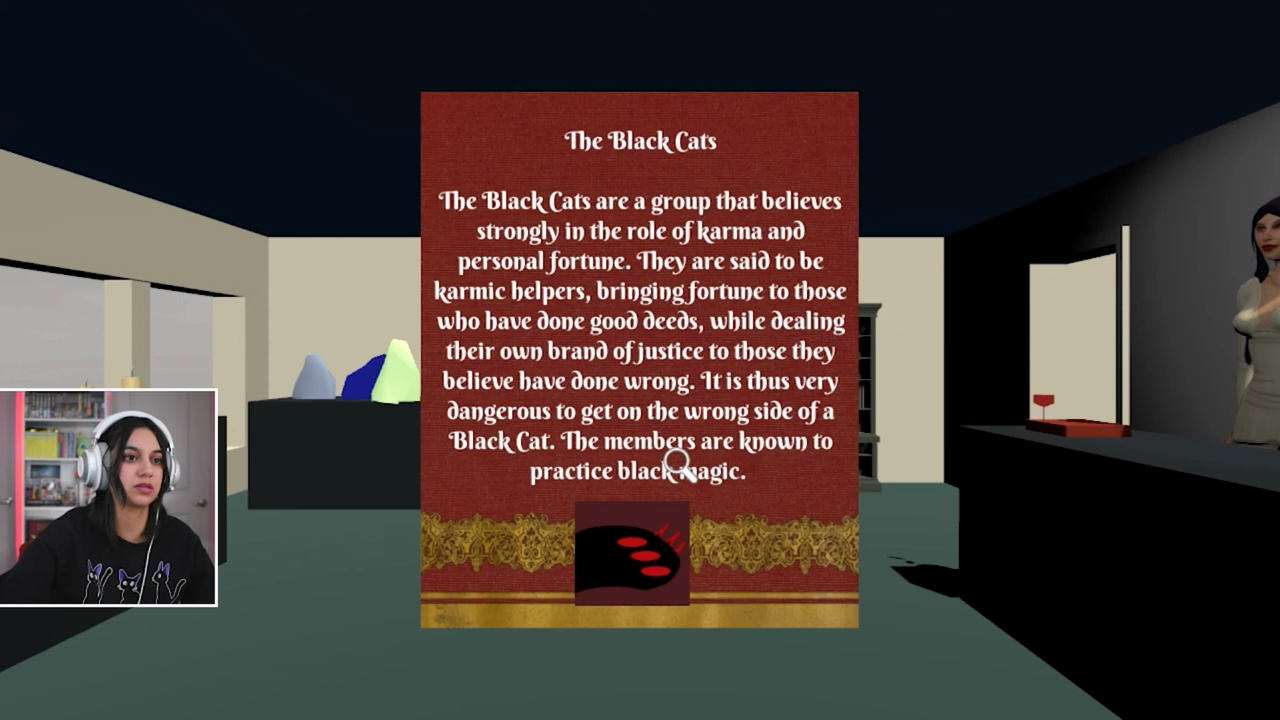 The Black Cats
The Black Cats are a group that believes
strongly in the role of karma and
personal fortune. They are said to be
karmic helpers, bringing fortune to those
who have done good deeds, while dealing
their own brand of justice to those they
believe have done wrong. It is thus very
dangerous to get on the wrong side of a
Black Cat. The members are known to
practice black magic.